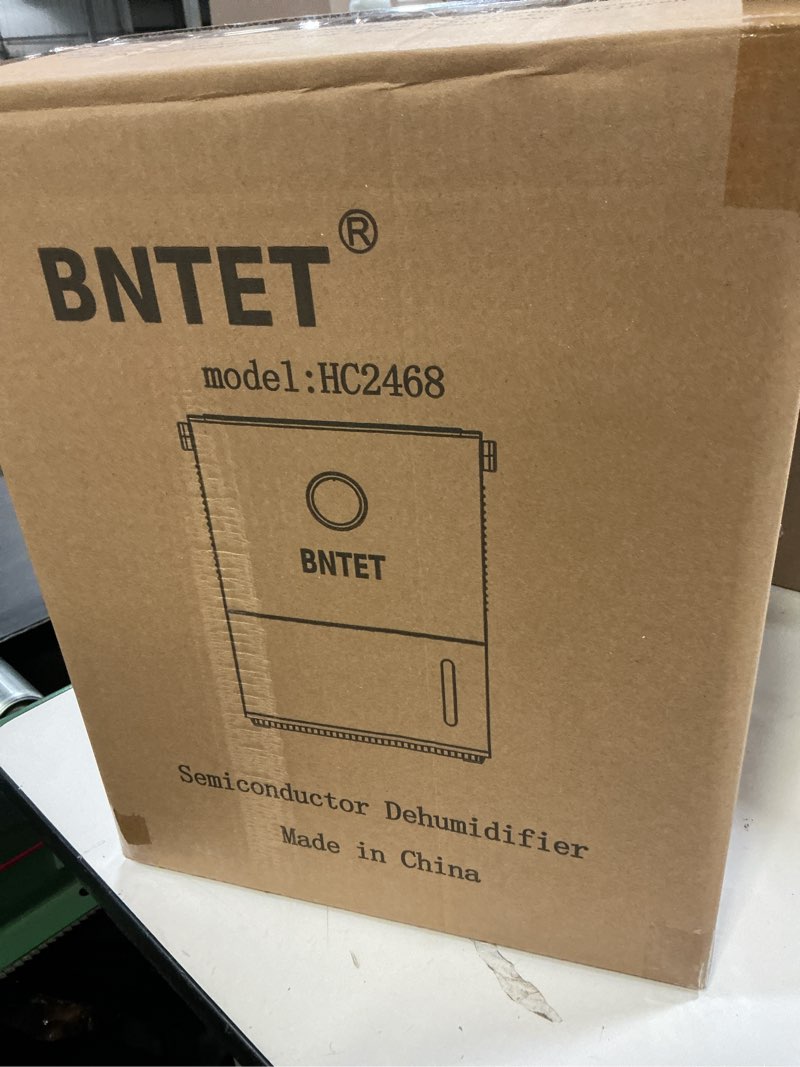 BNTET®
model:HC2468
BNTET
Semiconductor Dehumidifier
Made in China